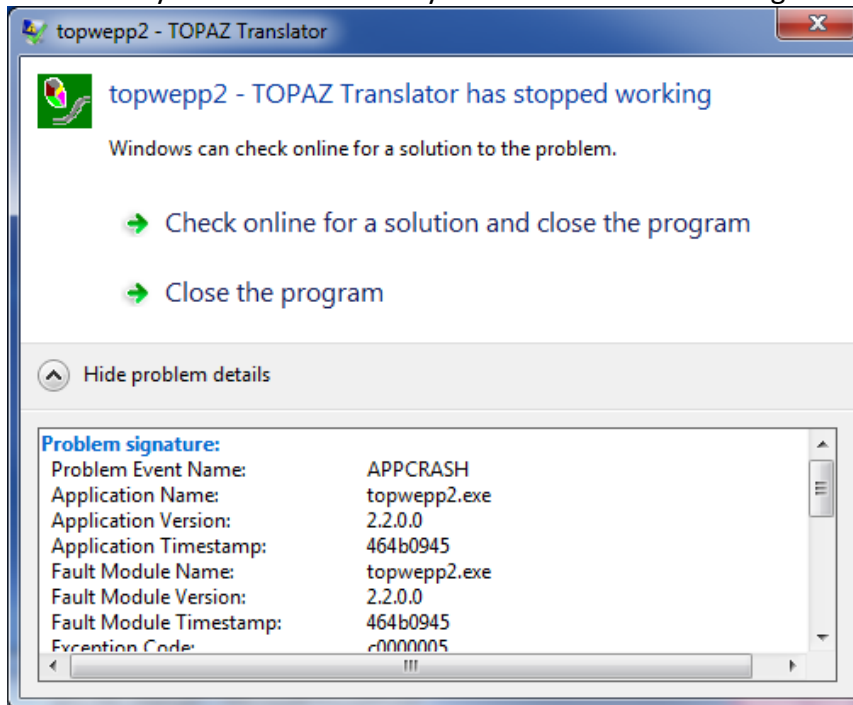 topwepp2 - TOPAZ Translator
topwepp2 - TOPAZ Translator has stopped working
Windows can check online for a solution to the problem.
Check online for a solution and close the program
Close the program
Hide problem details
Problem signature:
Problem Event Name: APPCRASH
Application Name: topwepp2.exe
Application Version: 2.2.0.0
Application Timestamp: 464b0945
Fault Module Name: topwepp2.exe
Fault Module Version: 2.2.0.0
Fault Module Timestamp: 464b0945
Exception Code: c0000005